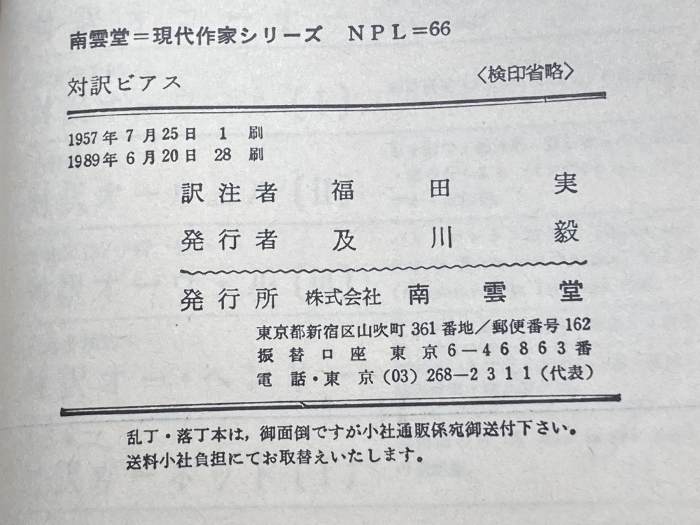 南雲堂＝現代作家シリーズ NPL＝66
対訳ビアス 〈検印省略〉
1957年7月25日 1刷
1989年6月20日 28刷
訳注者 福田実
発行者 及川毅
発行所 株式会社 南雲堂
東京都新宿区山吹町361番地／郵便番号162
振替口座 東京6－46863番
電話・東京(03)268－2311(代表)
乱丁・落丁本は，御面倒ですが小社通販係宛御送付下さい。
送料小社負担にてお取替えいたします。